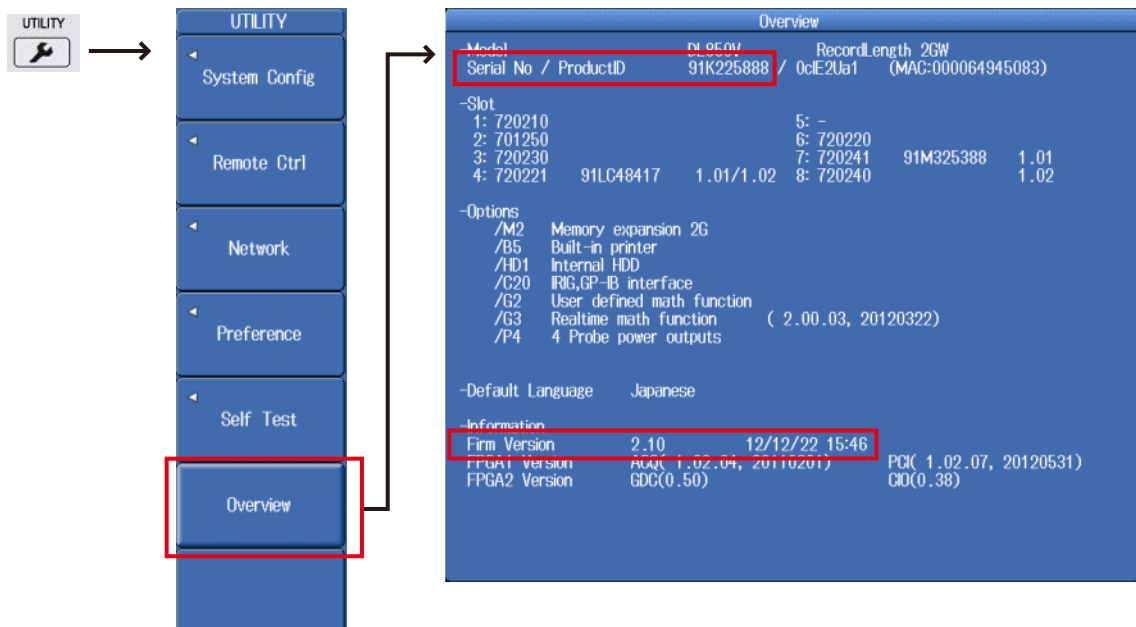 UTILITY
UTILITY
System Config
Remote Ctrl
Network
Preference
Self Test
Overview
Overview
-Model DL850V RecordLength 2GW
Serial No / ProductID 91K225888 / 0clE2Ua1 (MAC:000064945083)
-Slot
1: 720210 5: -
2: 701250 6: 720220
3: 720230 7: 720241 91M325388 1.01
4: 720221 91LC48417 1.01/1.02 8: 720240 1.02
-Options
/M2 Memory expansion 2G
/B5 Built-in printer
/HD1 Internal HDD
/C20 IRIG,GP-IB interface
/G2 User defined math function
/G3 Realtime math function ( 2.00.03, 20120322)
/P4 4 Probe power outputs
-Default Language Japanese
-Information
Firm Version 2.10 12/12/22 15:46
FPGA1 Version ACQ( 1.02.04, 20110201) PCI( 1.02.07, 20120531)
FPGA2 Version GDC(0.50) CIO(0.38)